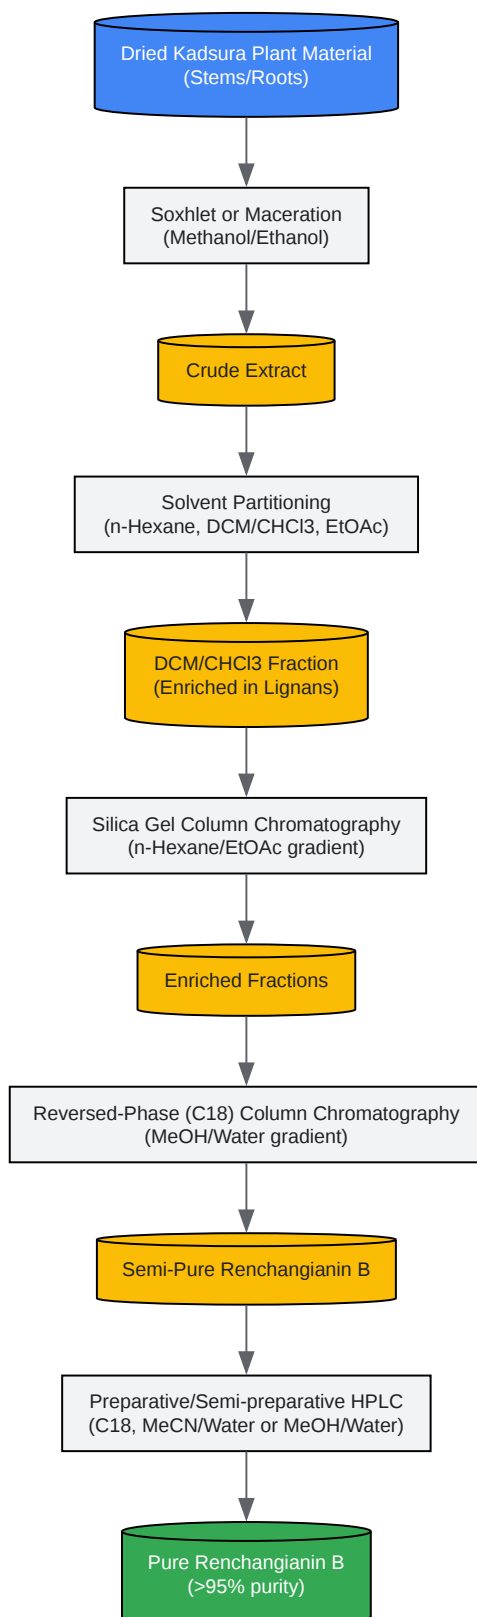 Dried Kadsura Plant Material
(Stems/Roots)
Soxhlet or Maceration
(Methanol/Ethanol)
Crude Extract
Solvent Partitioning
(n-Hexane, DCM/CHCl3, EtOAc)
DCM/CHCl3 Fraction
(Enriched in Lignans)
Silica Gel Column Chromatography
(n-Hexane/EtOAc gradient)
Enriched Fractions
Reversed-Phase (C18) Column Chromatography
(MeOH/Water gradient)
Semi-Pure Renchangianin B
Preparative/Semi-preparative HPLC
(C18, MeCN/Water or MeOH/Water)
Pure Renchangianin B
(>95% purity)